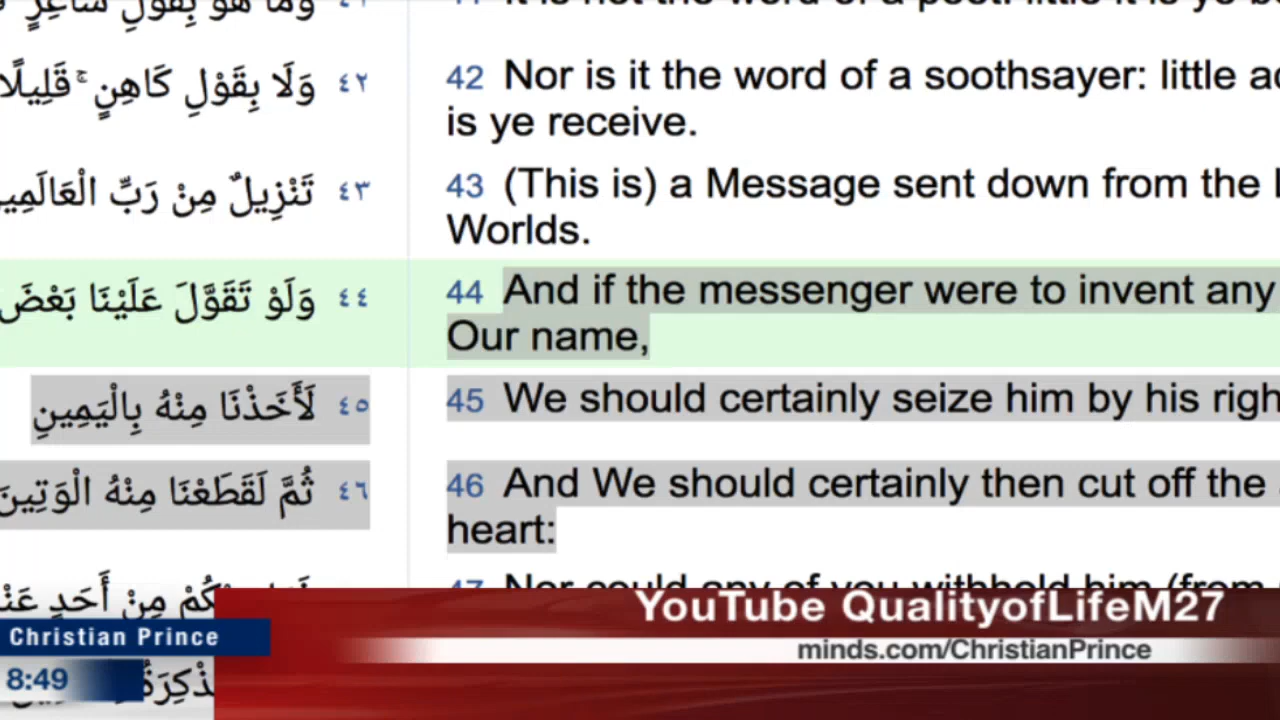 42 Nor is it the word of a soothsayer: little
is ye receive.
٤٢ وَلَا بِقَوْلِ كَاهِنٍ ۚ قَلِيلًا
43 (This is) a Message sent down from the
Worlds.
٤٣ تَنْزِيلٌ مِنْ رَبِّ
44 And if the messenger were to invent any
Our name,
٤٤ وَلَوْ تَقَوَّلَ عَلَيْنَا بَعْضَ
45 We should certainly seize him by his
٤٥ لَأَخَذْنَا مِنْهُ بِالْيَمِينِ
46 And We should certainly then cut off the
heart:
٤٦ ثُمَّ لَقَطَعْنَا مِنْهُ الْوَتِينَ
مِنْ أَحَدٍ
YouTube QualityofLifeM27
Christian Prince
minds.com/ChristianPrince
8:49